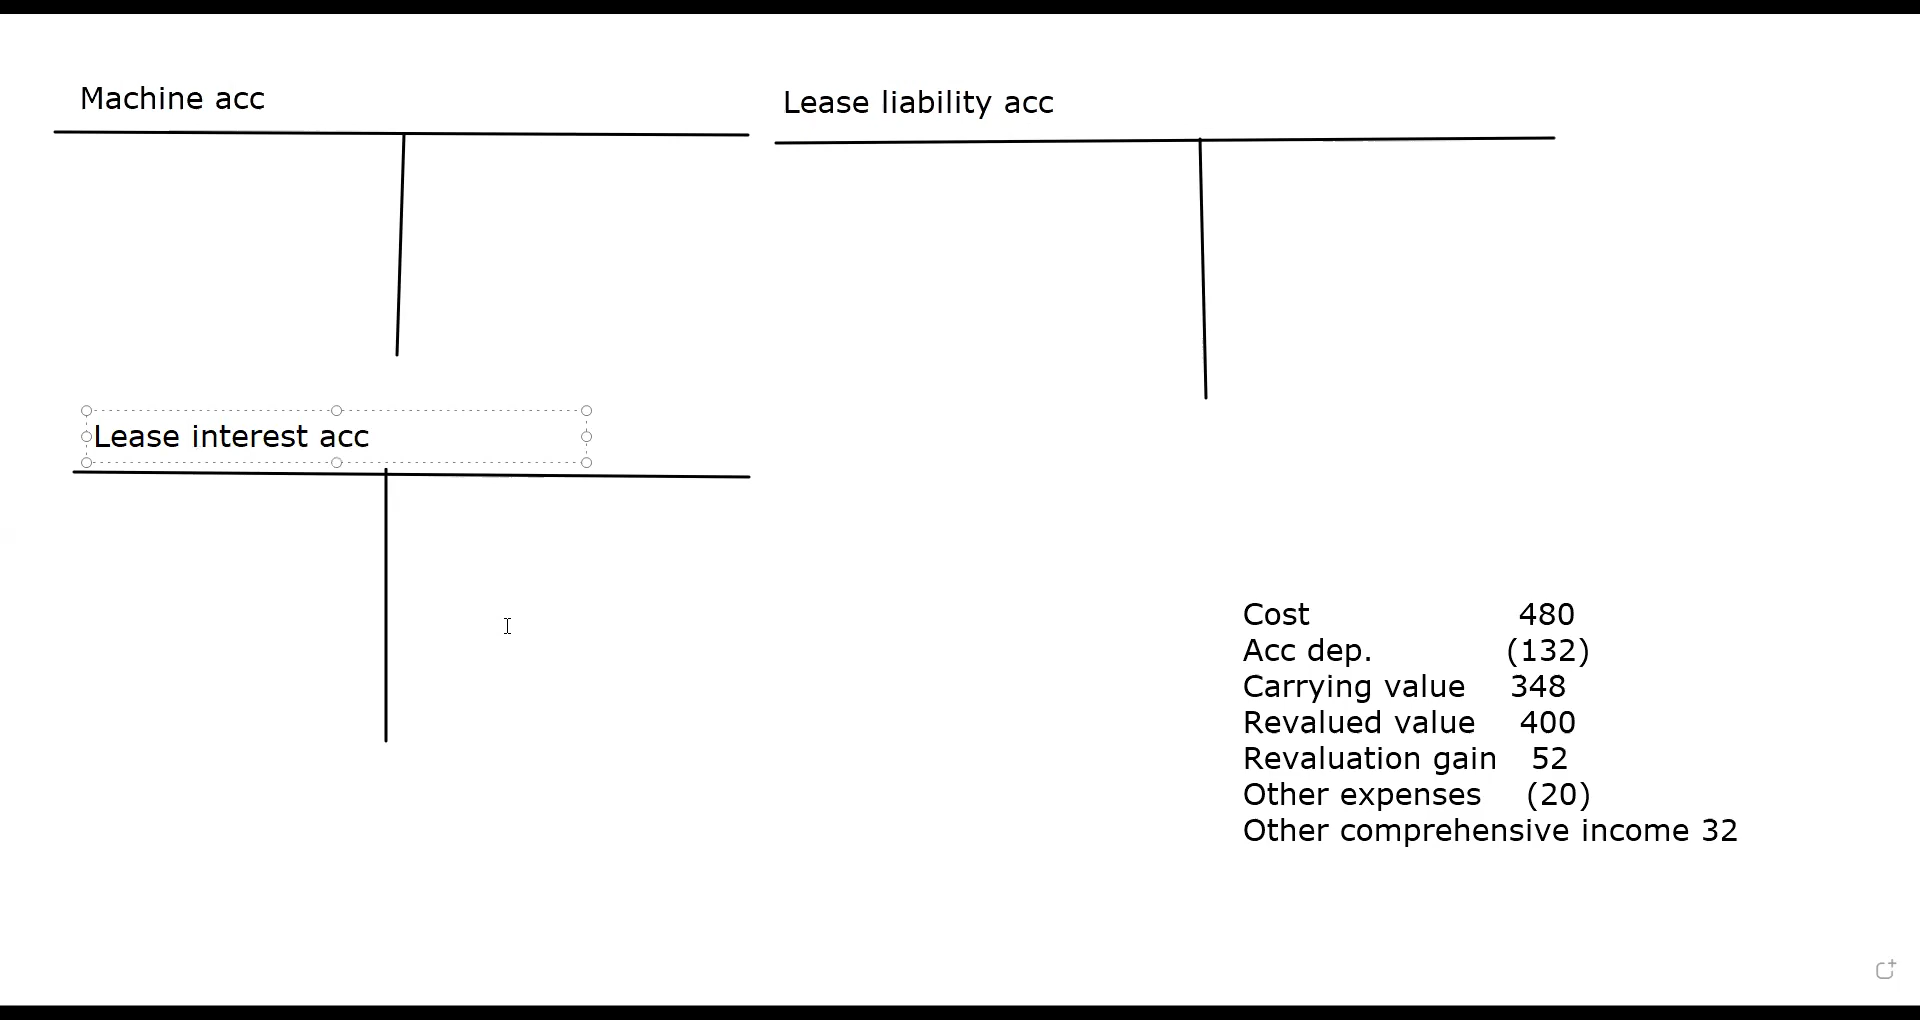 Machine acc
Lease liability acc
Lease interest acc
Cost 480
Acc dep. (132)
Carrying value 348
Revalued value 400
Revaluation gain 52
Other expenses (20)
Other comprehensive income 32